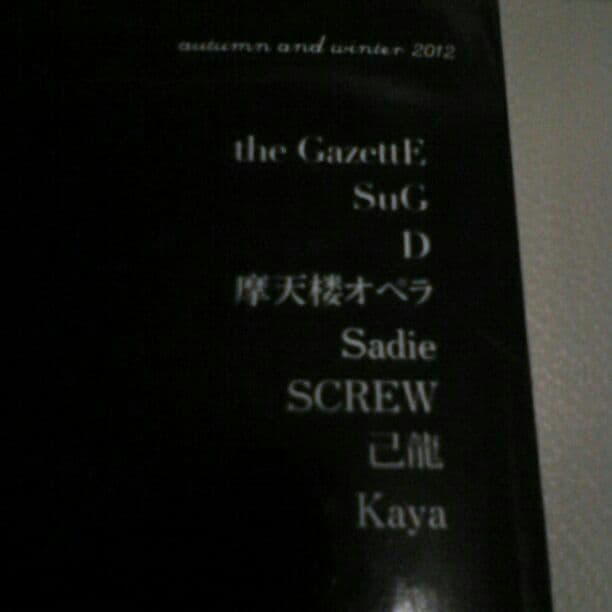 autumn and winter 2012
the GazettE
SuG
D
摩天楼オペラ
Sadie
SCREW
己龍
Kaya